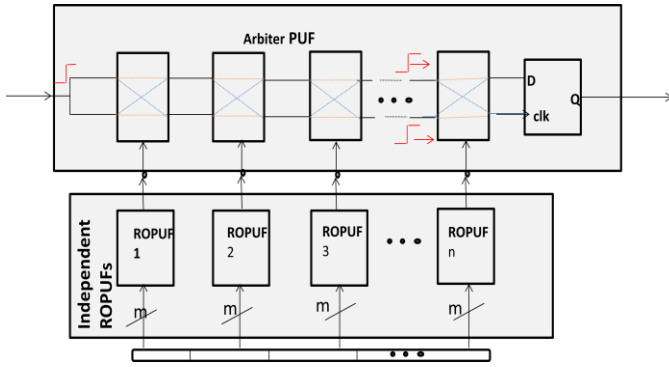 Arbiter PUF
D
Q
clk
Independent
ROPUFs
ROPUF
1
ROPUF
2
ROPUF
3
ROPUF
n
m
m
m
m